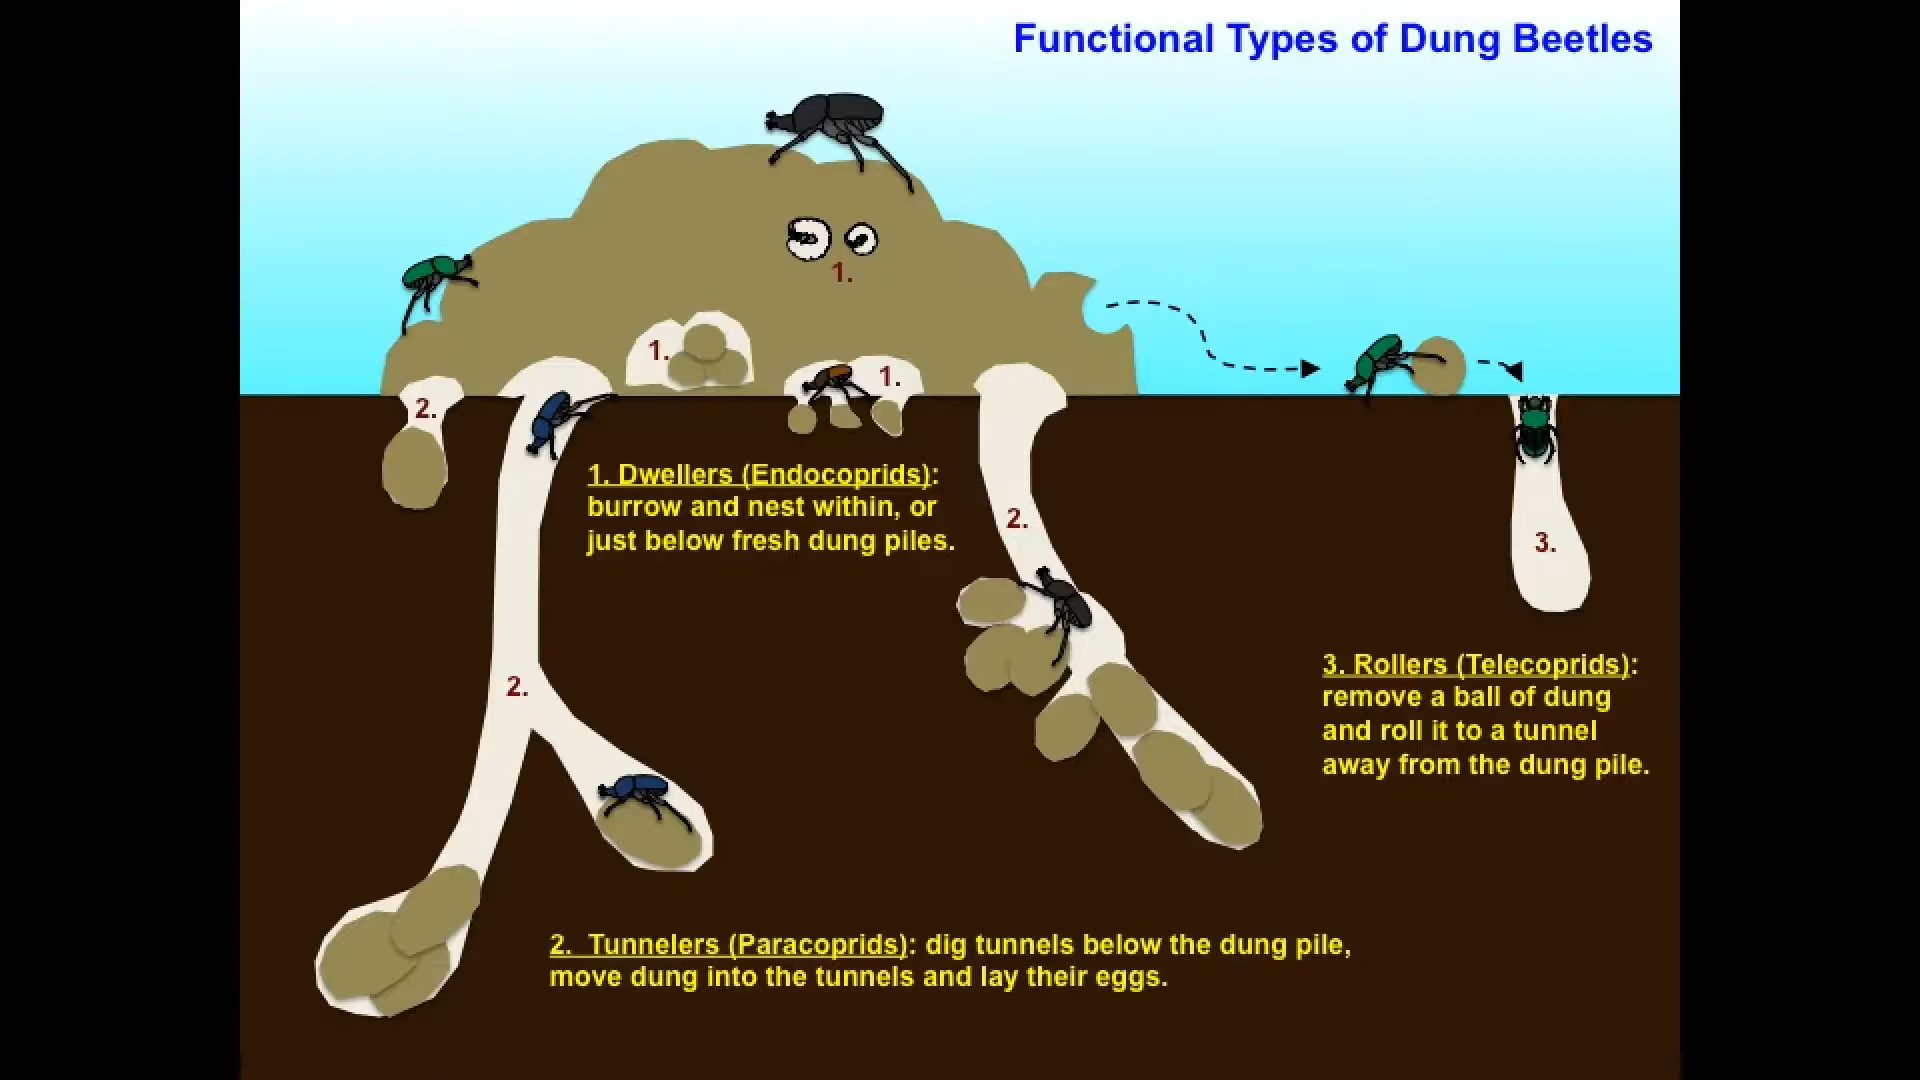 Functional Types of Dung Beetles
1.
1.
1.
2.
1. Dwellers (Endocoprids):
burrow and nest within, or
just below fresh dung piles.
2.
3.
3. Rollers (Telecoprids):
remove a ball of dung
and roll it to a tunnel
away from the dung pile.
2.
2. Tunnelers (Paracoprids): dig tunnels below the dung pile,
move dung into the tunnels and lay their eggs.